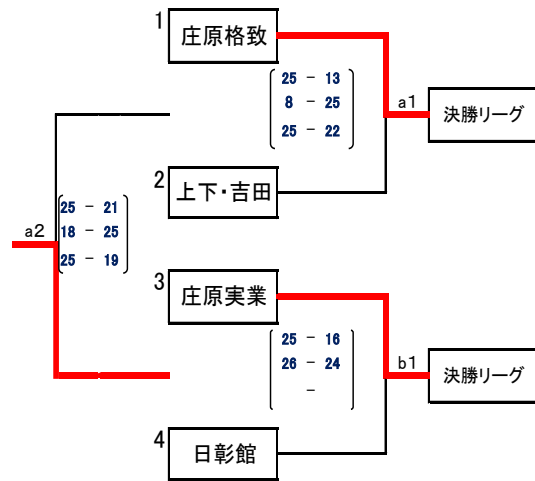 1
庄原格致
25 - 13
8 - 25
25 - 22
a1
決勝リーグ
2
上下・吉田
25 - 21
18 - 25
25 - 19
a2
3
庄原実業
25 - 16
26 - 24
-
b1
決勝リーグ
4
日彰館